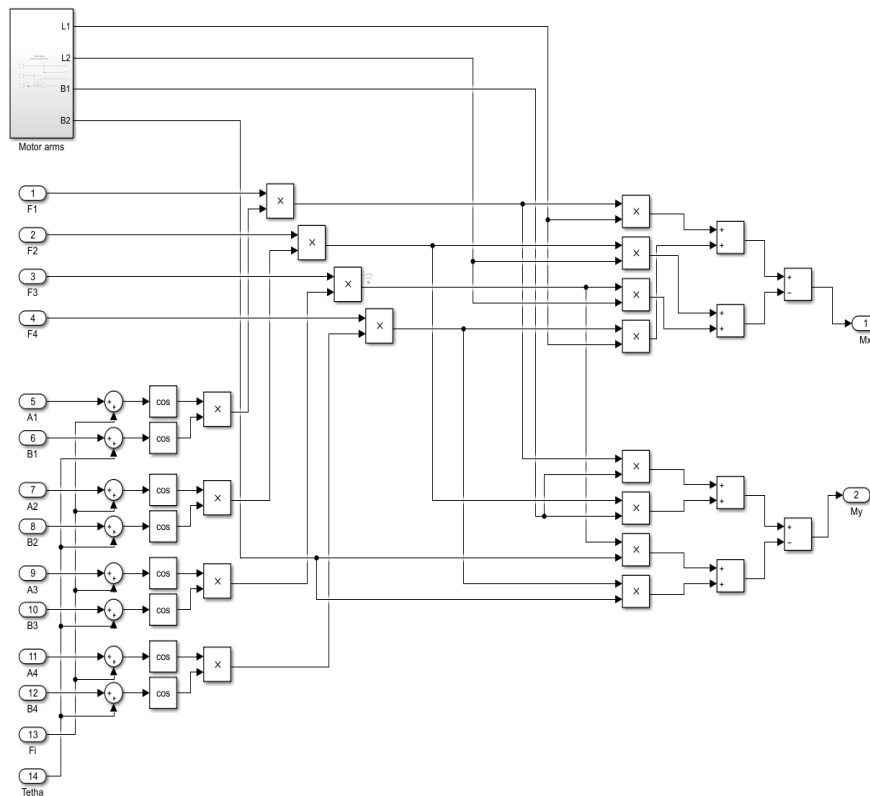 L1
L2
B1
B2
Motor arms
1
F1
×
×
2
F2
×
+
+
×
3
F3
×
+
−
×
1
Mx
4
F4
×
×
+
+
5
A1
+
+
cos
×
6
B1
+
+
cos
×
+
+
7
A2
+
+
cos
×
×
2
My
8
B2
+
+
cos
×
+
−
9
A3
+
+
cos
×
×
+
+
10
B3
+
+
cos
11
A4
+
+
cos
×
12
B4
+
+
cos
13
Fi
14
Tetha